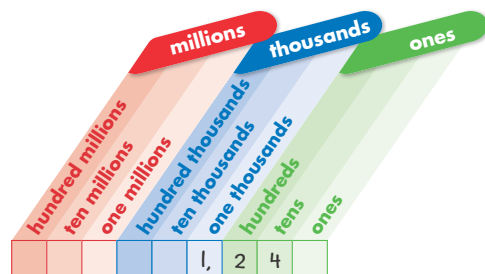 millions
thousands
ones
hundred millions
ten millions
one millions
hundred thousands
ten thousands
one thousands
hundreds
tens
ones
1, 2 4